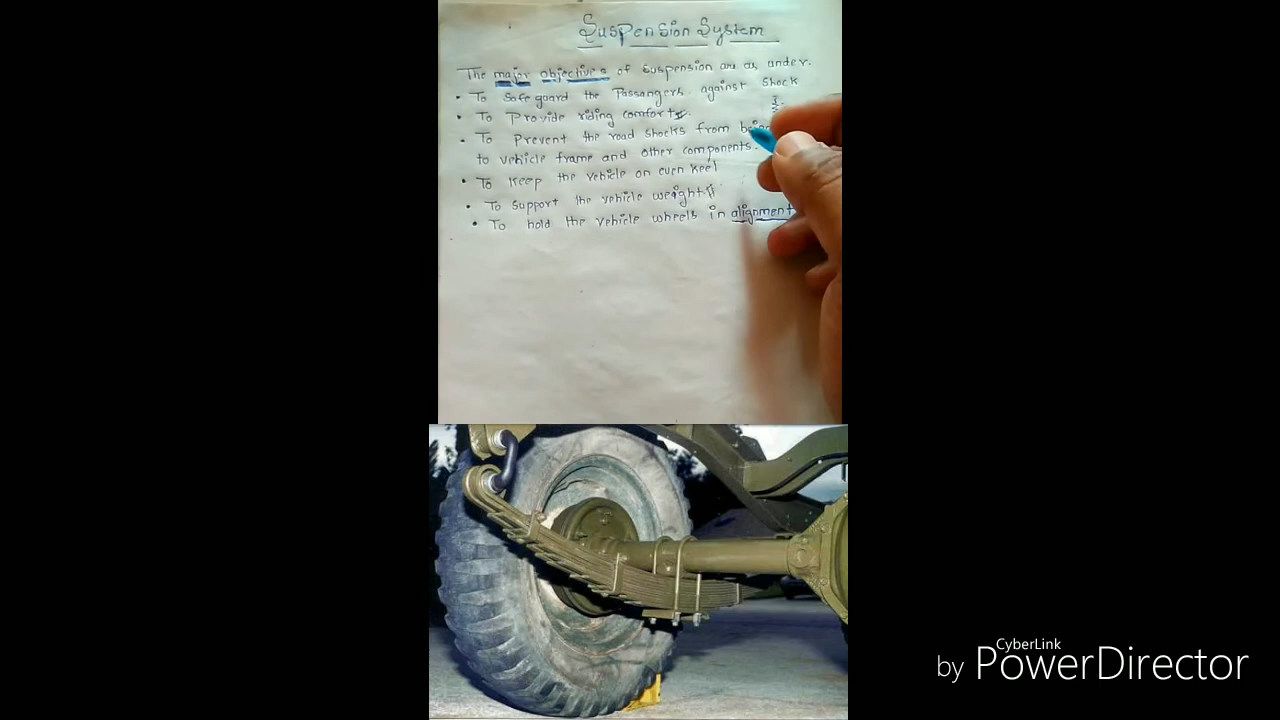 Suspension System
The major objectives of suspension are as under.
• To Safe guard the Passangers against Shock
• To Provide riding comfort
• To Prevent the road shocks from being
to vehicle frame and other components.
• To Keep the vehicle on even keel
• To Support the vehicle weight
• To hold the vehicle wheels in alignment
CyberLink
by PowerDirector